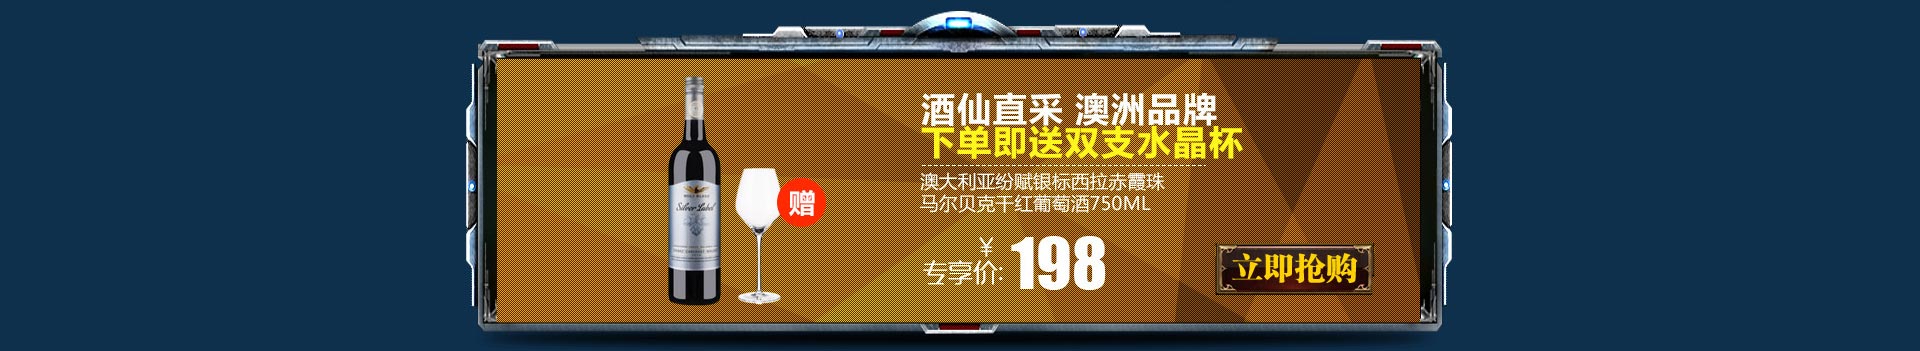 酒仙直采 澳洲品牌
下单即送双支水晶杯
澳大利亚纷赋银标西拉赤霞珠
马尔贝克干红葡萄酒750ML
¥
专享价: 198
立即抢购
赠
Silver Label